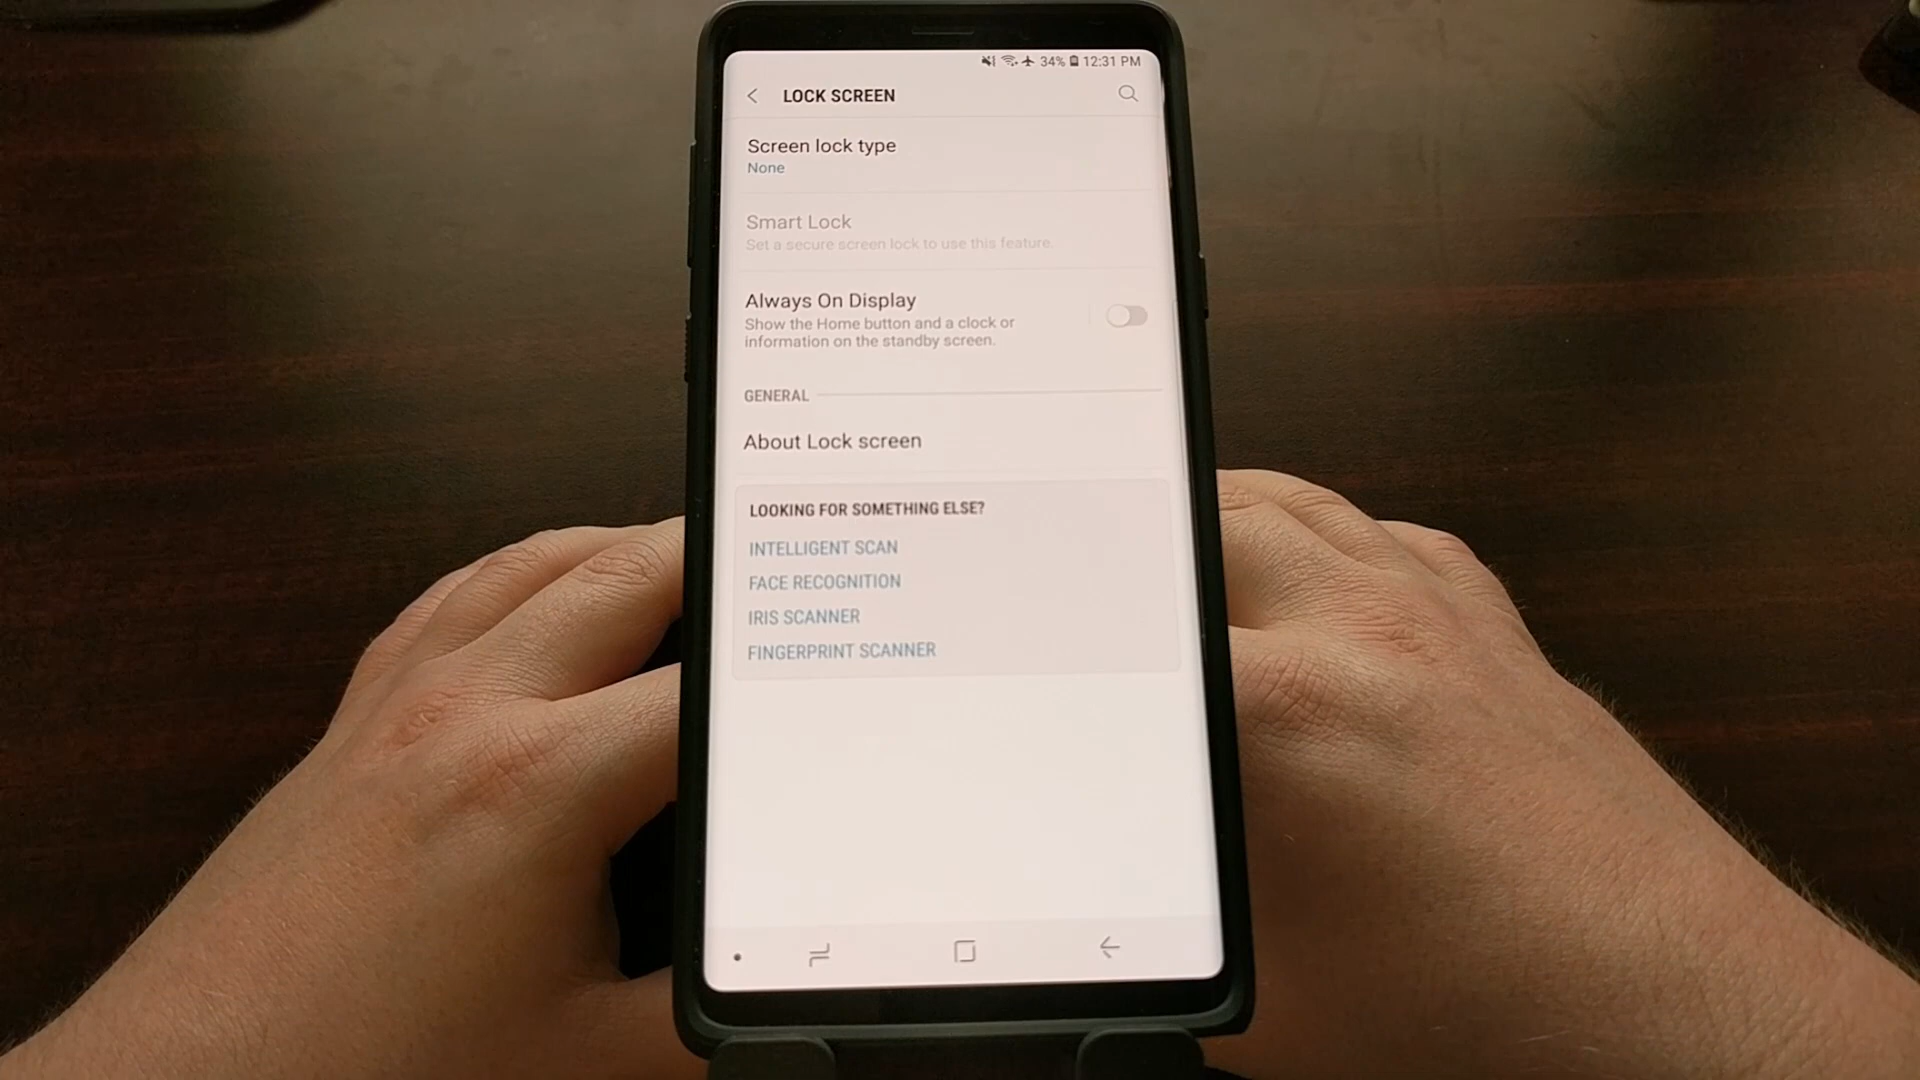 34% 12:31 PM
LOCK SCREEN
Screen lock type
None
Smart Lock
Set a secure screen lock to use this feature.
Always On Display
Show the Home button and a clock or
information on the standby screen.
GENERAL
About Lock screen
LOOKING FOR SOMETHING ELSE?
INTELLIGENT SCAN
FACE RECOGNITION
IRIS SCANNER
FINGERPRINT SCANNER